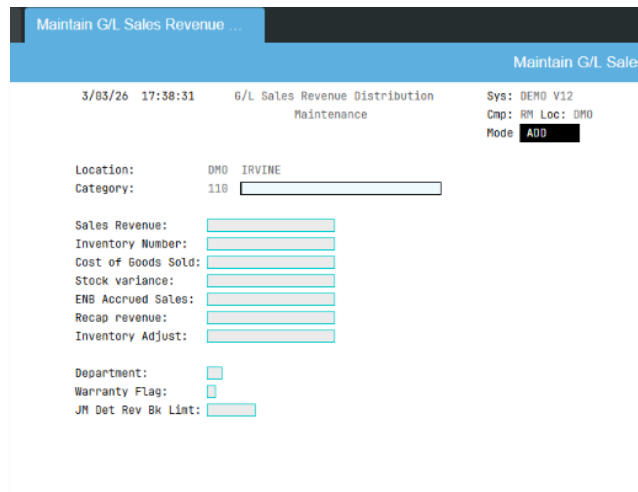 Maintain G/L Sales Revenue ...
Maintain G/L Sales
3/03/26 17:38:31 G/L Sales Revenue Distribution Sys: DEMO V12
Maintenance Cmp: RM Loc: DMO
Mode ADD
Location: DMO IRVINE
Category: 110
Sales Revenue:
Inventory Number:
Cost of Goods Sold:
Stock variance:
ENB Accrued Sales:
Recap revenue:
Inventory Adjust:
Department:
Warranty Flag:
JM Det Rev Bk Limt: